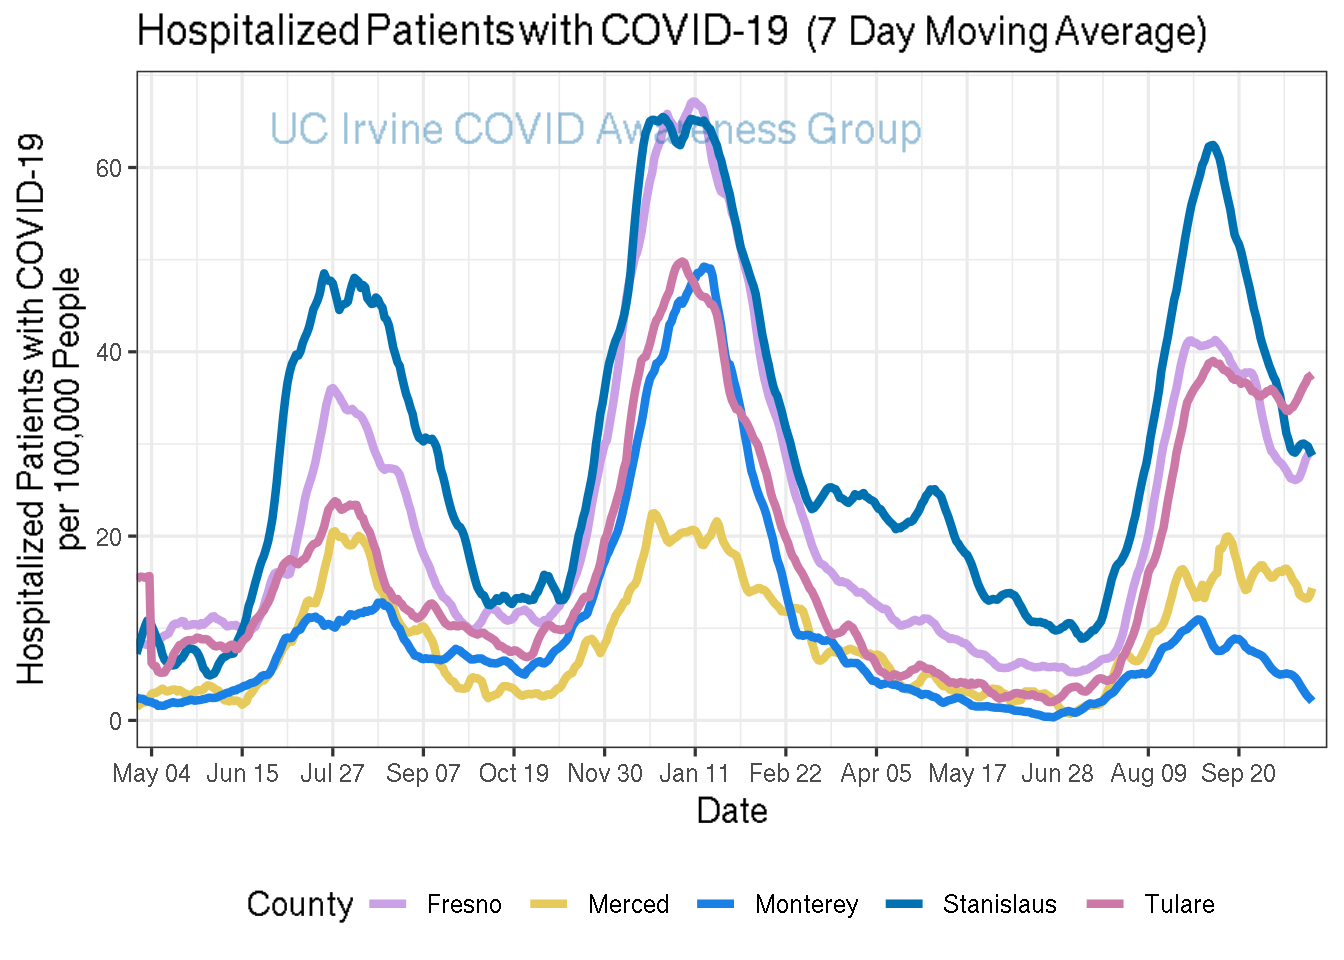 Hospitalized Patients with COVID-19 (7 Day Moving Average)
UC Irvine COVID Awareness Group
Hospitalized Patients with COVID-19
per 100,000 People
60
40
20
0
May 04 Jun 15 Jul 27 Sep 07 Oct 19 Nov 30 Jan 11 Feb 22 Apr 05 May 17 Jun 28 Aug 09 Sep 20
Date
County Fresno Merced Monterey Stanislaus Tulare